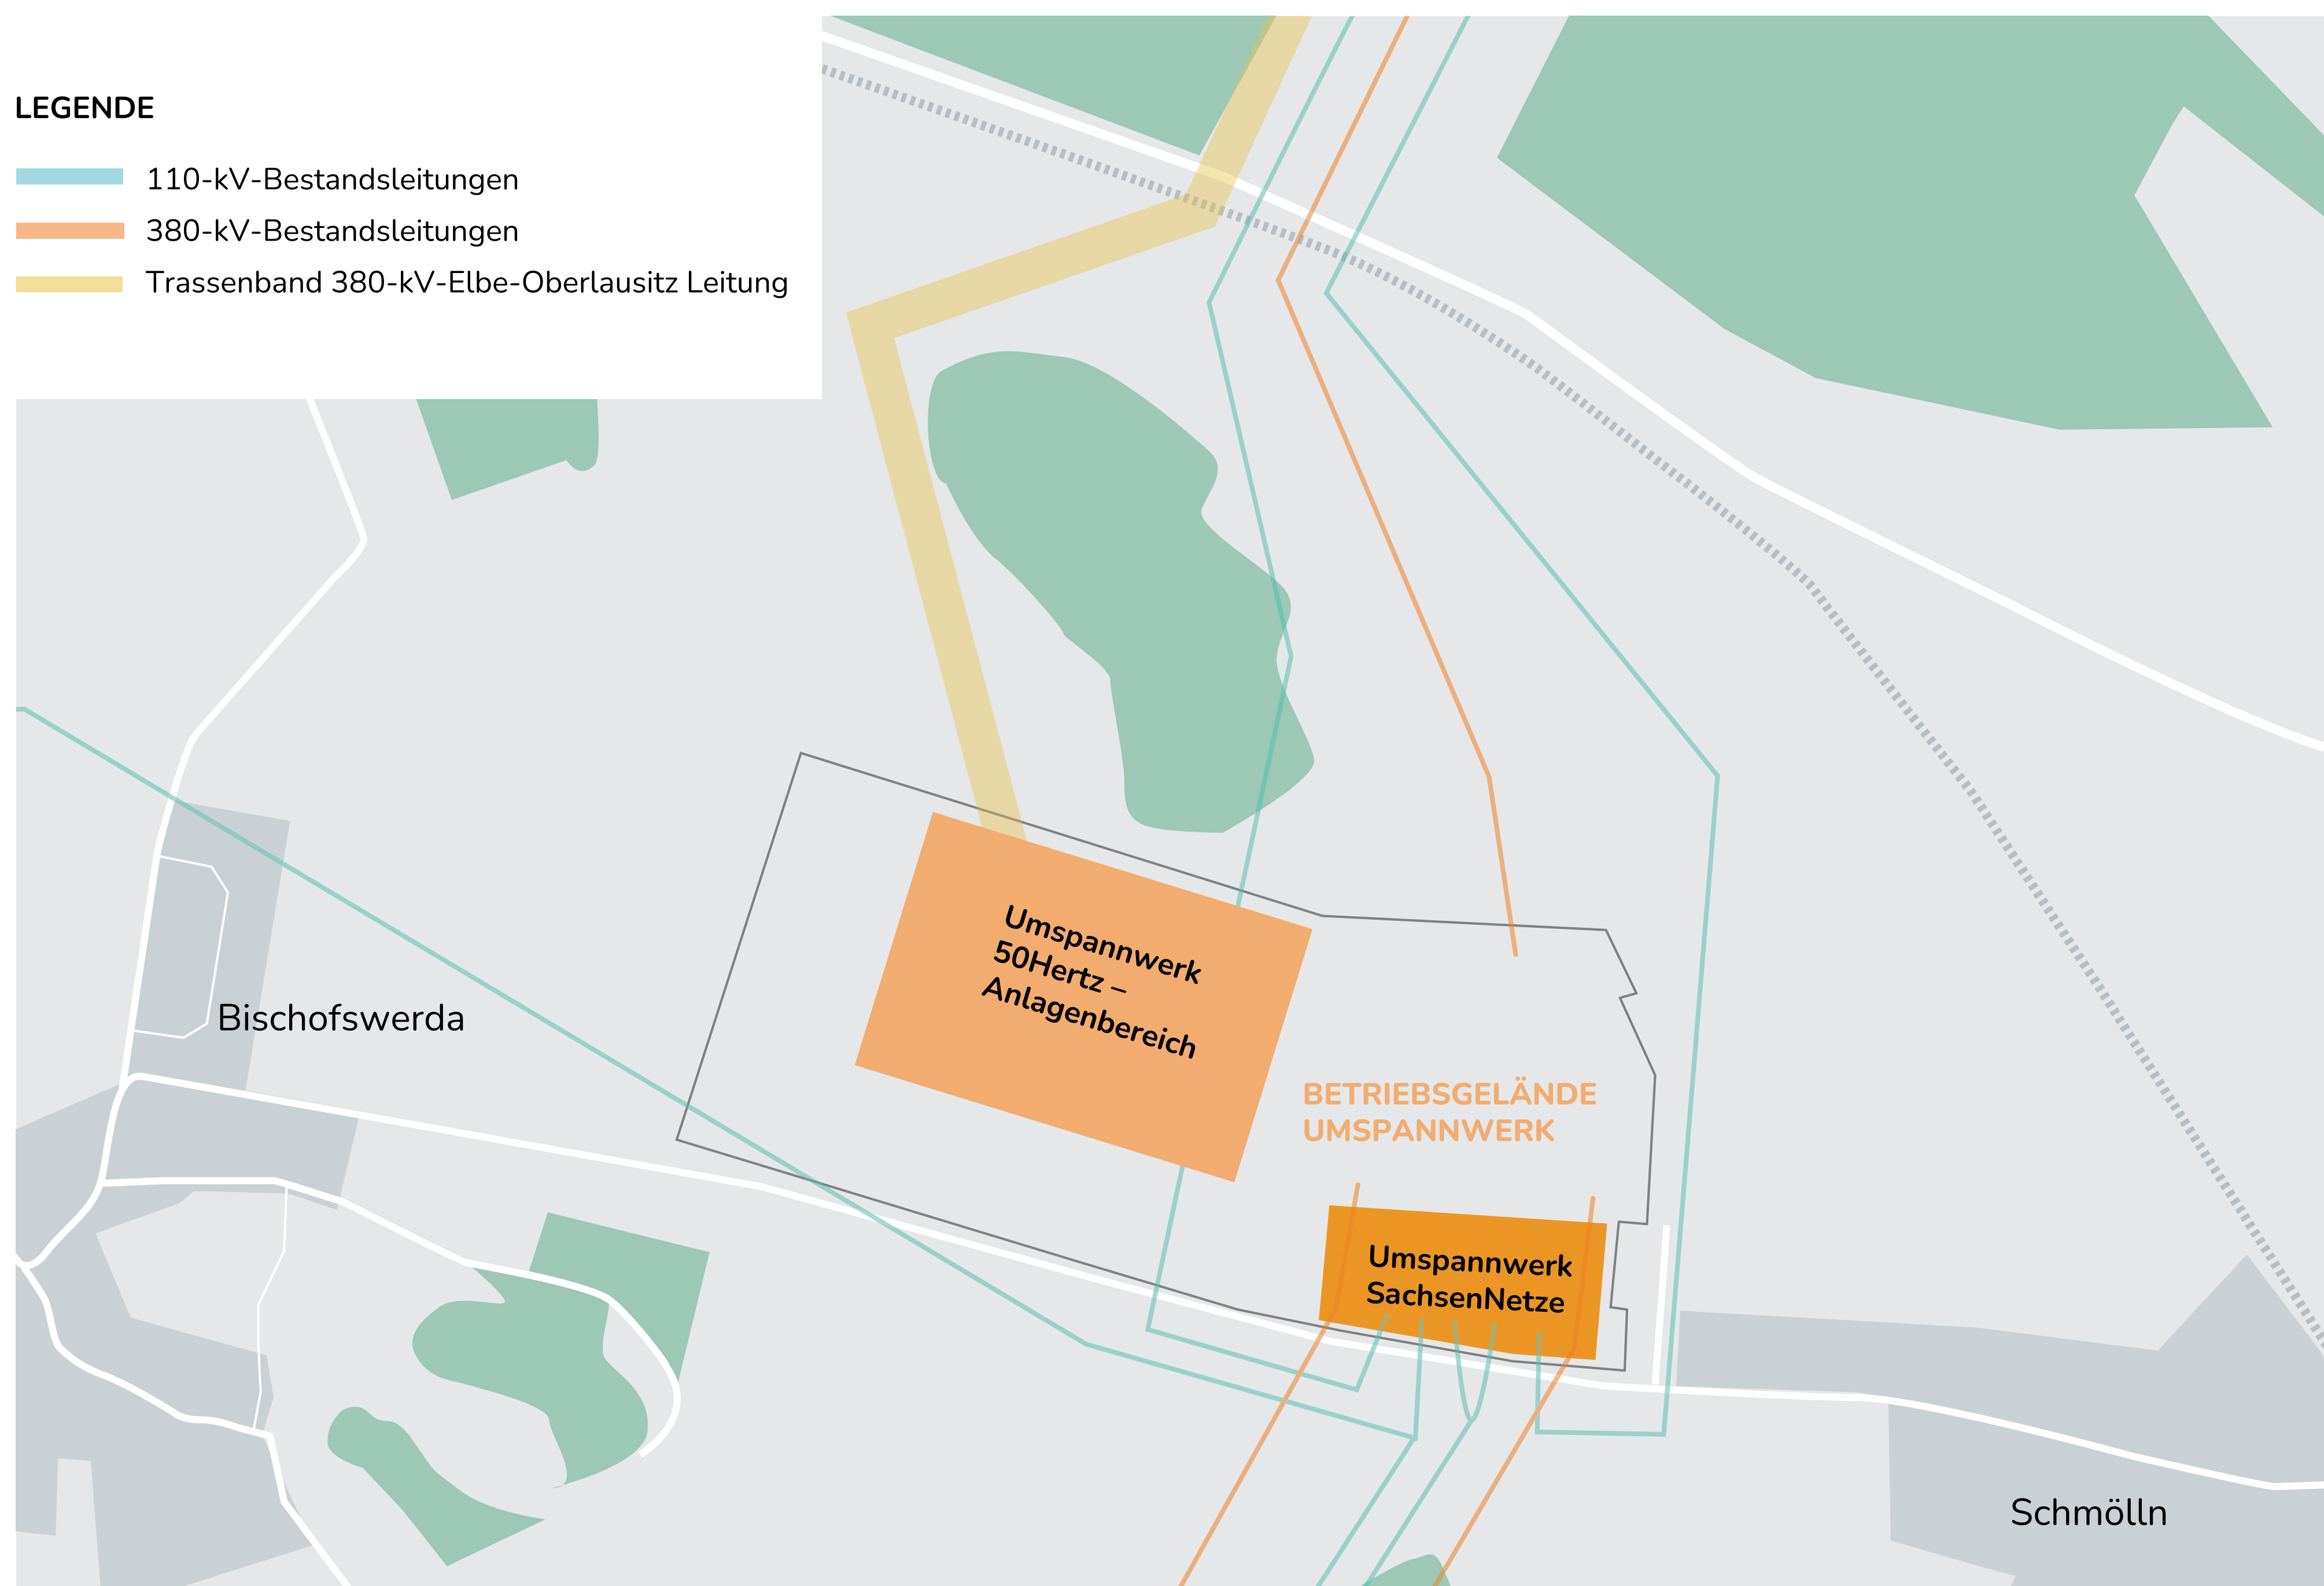 LEGENDE
110-kV-Bestandsleitungen
380-kV-Bestandsleitungen
Trassenband 380-kV-Elbe-Oberlausitz Leitung
Umspannwerk
50Hertz –
Anlagenbereich
Bischofswerda
BETRIEBSGELÄNDE
UMSPANNWERK
Umspannwerk
SachsenNetze
Schmölln